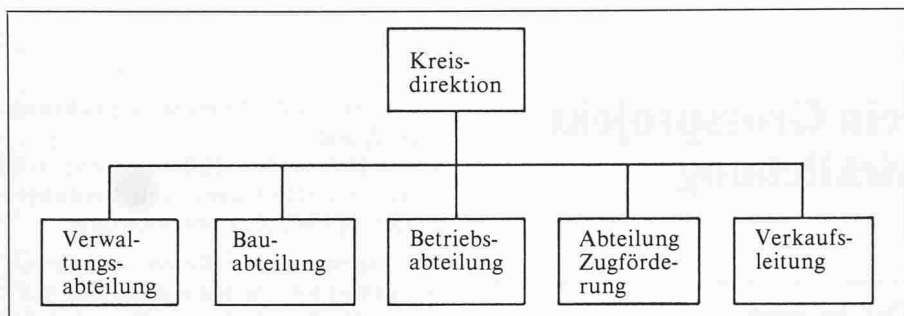 Kreis-
direktion
Verwal-
tungs-
abteilung
Bau-
abteilung
Betriebs-
abteilung
Abteilung
Zugförde-
rung
Verkaufs-
leitung